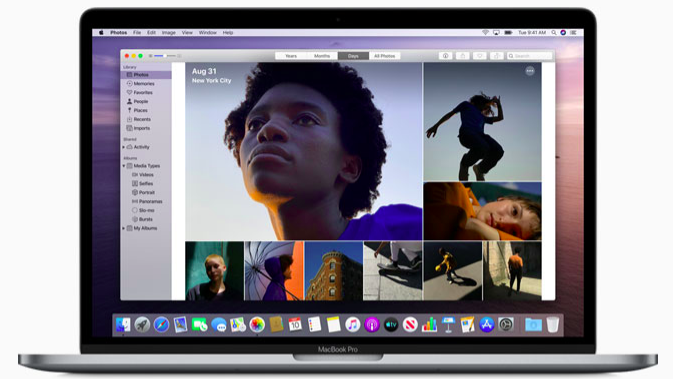 Photos File Edit Image View Window Help
Tue 9:41 AM
Years Months Days All Photos
Search
Library
Photos
Memories
Favorites
People
Places
Recents
Imports
Shared
Activity
Albums
Media Types
Videos
Selfies
Portrait
Panoramas
Slo-mo
Bursts
My Albums
Aug 31
New York City
MacBook Pro